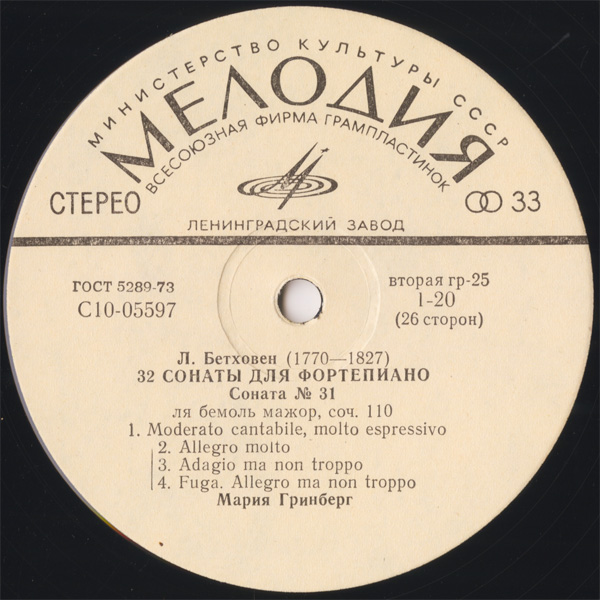 МИНИСТЕРСТВО КУЛЬТУРЫ СССР
МЕЛОДИЯ
ВСЕСОЮЗНАЯ ФИРМА ГРАМПЛАСТИНОК
СТЕРЕО
33
ЛЕНИНГРАДСКИЙ ЗАВОД
ГОСТ 5289-73
С10-05597
вторая гр-25
1-20
(26 сторон)
Л. Бетховен (1770—1827)
32 СОНАТЫ ДЛЯ ФОРТЕПИАНО
Соната № 31
ля бемоль мажор, соч. 110
1. Moderato cantabile, molto espressivo
2. Allegro molto
3. Adagio ma non troppo
4. Fuga. Allegro ma non troppo
Мария Гринберг